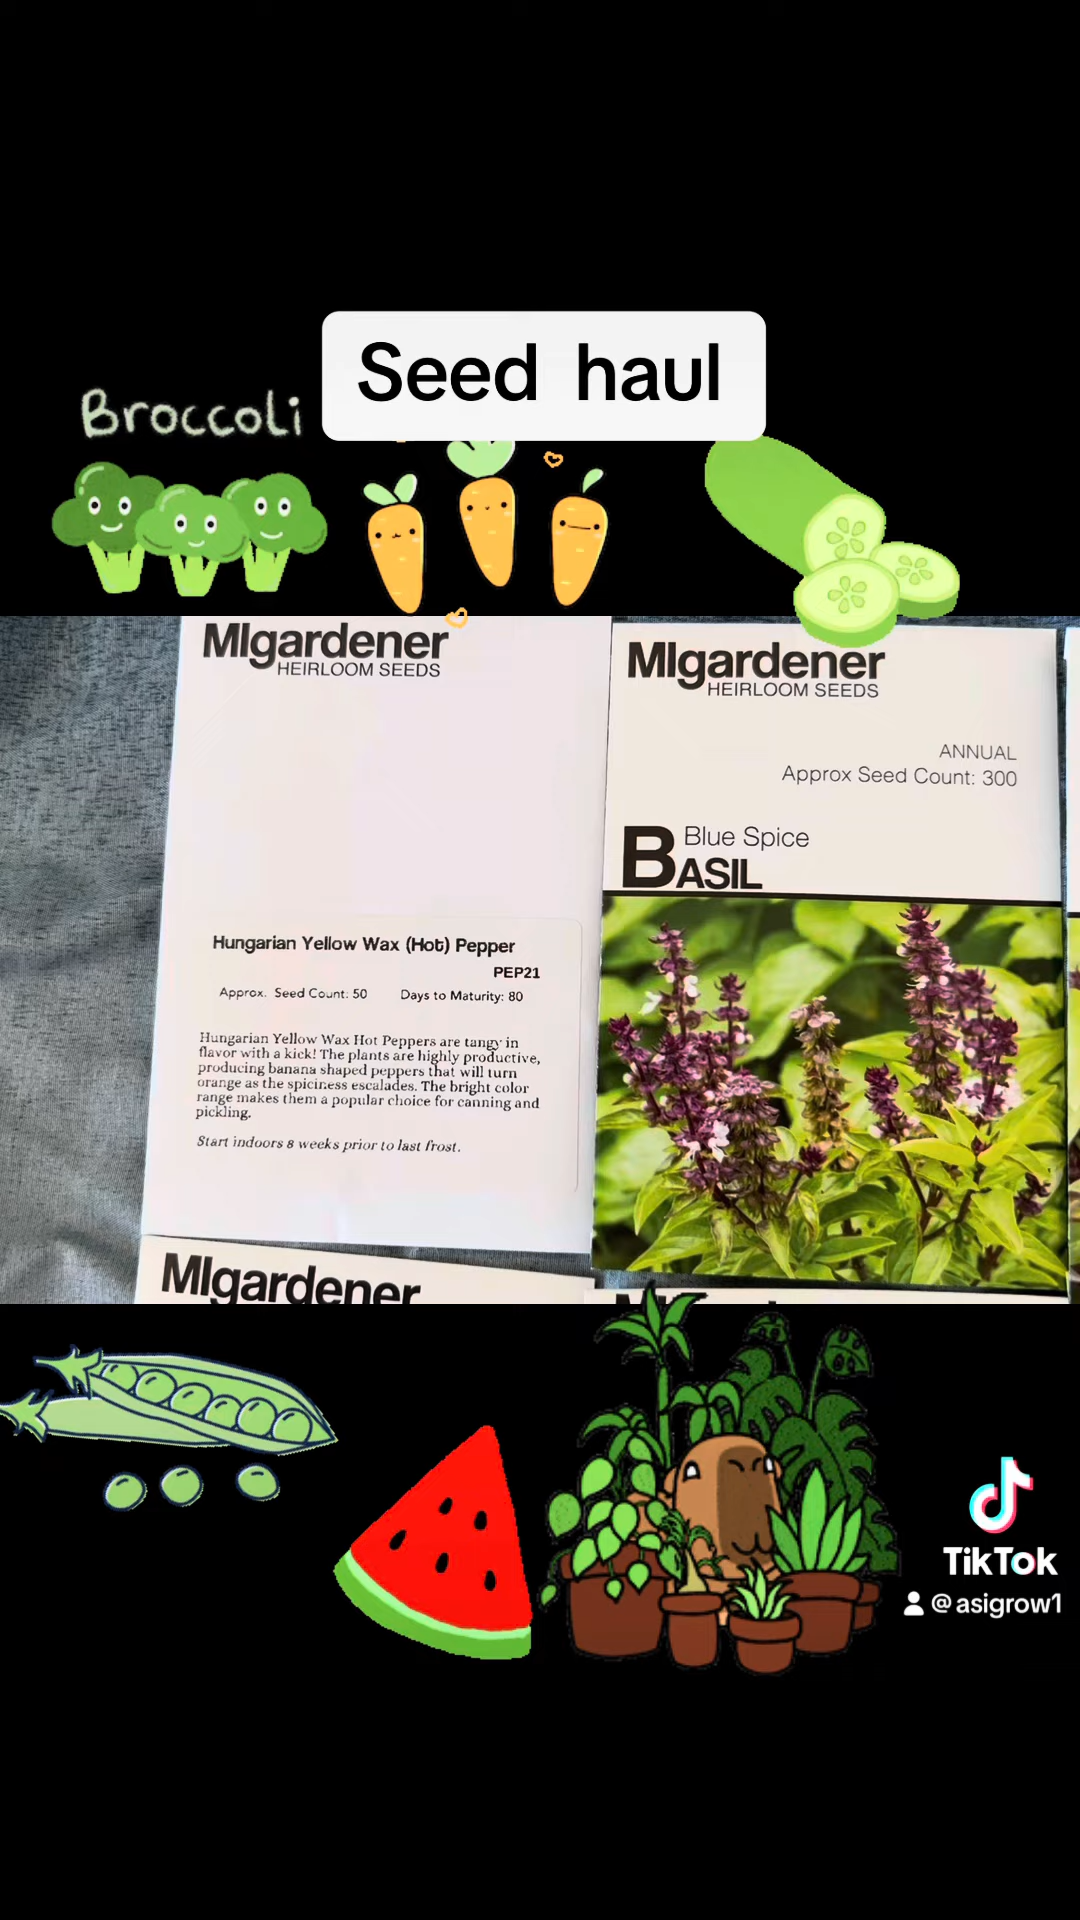 Seed haul
Broccoli
MIgardener
HEIRLOOM SEEDS
Hungarian Yellow Wax (Hot) Pepper
PEP21
Approx. Seed Count: 50 Days to Maturity: 80
Hungarian Yellow Wax Hot Peppers are tangy in
flavor with a kick! The plants are highly productive,
producing banana shaped peppers that will turn
orange as the spiciness escalades. The bright color
range makes them a popular choice for canning and
pickling.
Start indoors 8 weeks prior to last frost.
MIgardener
HEIRLOOM SEEDS
ANNUAL
Approx Seed Count: 300
Blue Spice
BASIL
MIgardener
TikTok
@asigrow1